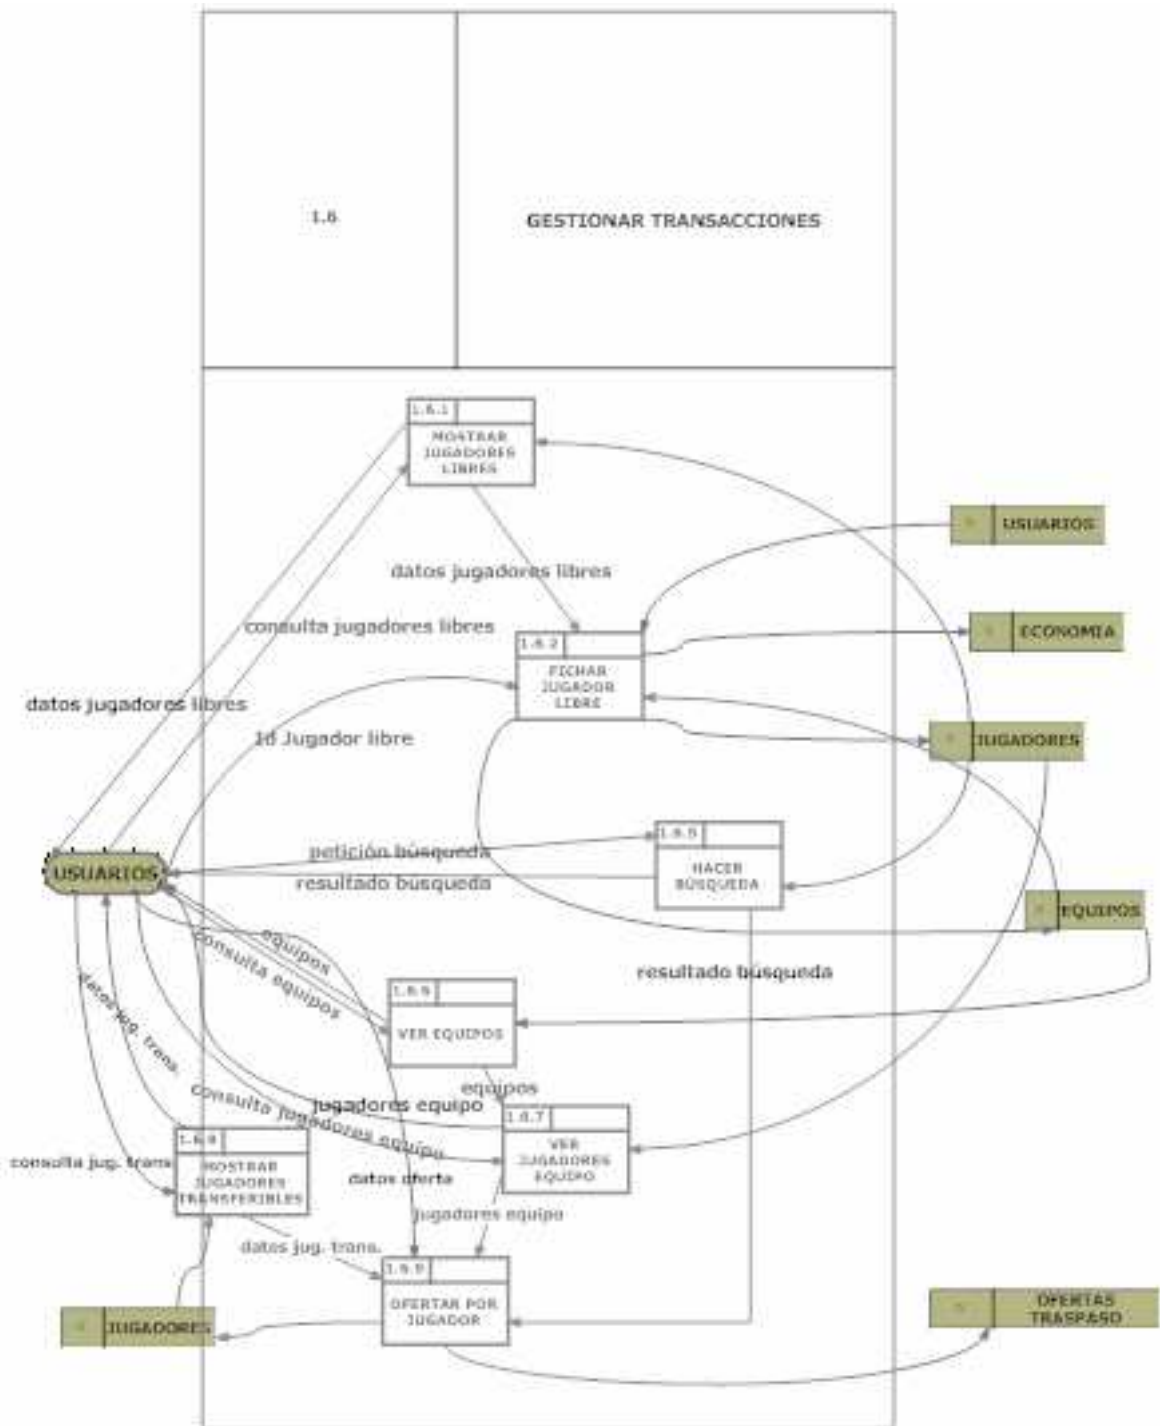 1.6
GESTIONAR TRANSACCIONES
1.6.1
MOSTRAR
JUGADORES
LIBRES
USUARIOS
datos jugadores libres
consulta jugadores libres
ECONOMIA
1.6.2
FICHAR
JUGADOR
LIBRE
datos jugadores libres
Id Jugador libre
JUGADORES
1.6.5
HACER
BÚSQUEDA
petición búsqueda
resultado búsqueda
USUARIOS
EQUIPOS
equipos
consulta equipos
resultado búsqueda
datos jug. trans.
1.6.6
VER EQUIPOS
equipos
consulta jugadores equipo
jugadores equipo
1.6.7
VER
JUGADORES
EQUIPO
consulta jug. trans
MOSTRAR
JUGADORES
TRANSFERIBLES
datos oferta
jugadores equipo
datos jug. trans.
1.6.9
OFERTAR POR
JUGADOR
JUGADORES
OFERTAS
TRASPASO